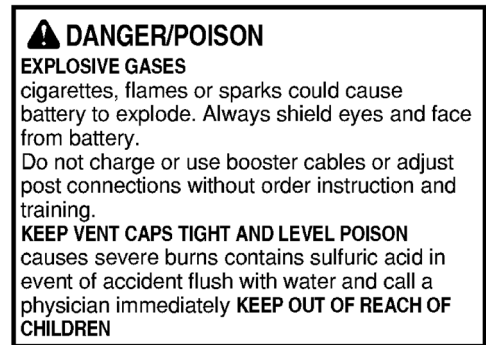 DANGER/POISON
EXPLOSIVE GASES
cigarettes, flames or sparks could cause
battery to explode. Always shield eyes and face
from battery.
Do not charge or use booster cables or adjust
post connections without order instruction and
training.
KEEP VENT CAPS TIGHT AND LEVEL POISON
causes severe burns contains sulfuric acid in
event of accident flush with water and call a
physician immediately KEEP OUT OF REACH OF
CHILDREN